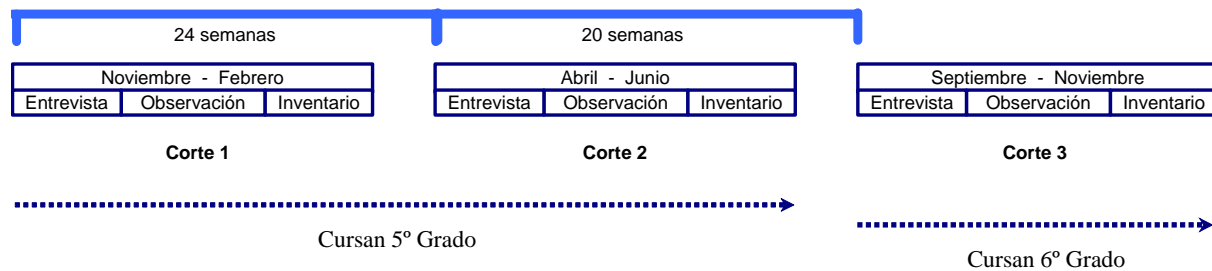 24 semanas 20 semanas
Noviembre - Febrero Abril - Junio Septiembre - Noviembre
Entrevista Observación Inventario Entrevista Observación Inventario Entrevista Observación Inventario
Corte 1 Corte 2 Corte 3
Cursan 5º Grado
Cursan 6º Grado